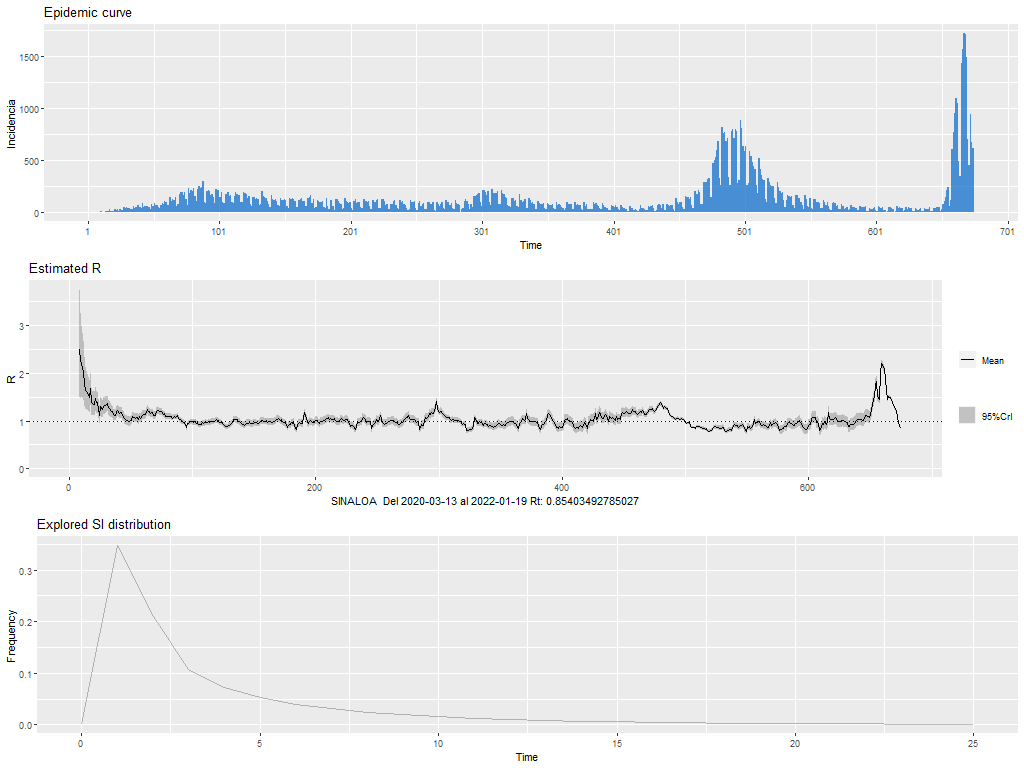 Epidemic curve
Incidencia
1500
1000
500
0
1 101 201 301 401 501 601 701
Time
Estimated R
R
3
2
1
0
0 200 400 600
SINALOA Del 2020-03-13 al 2022-01-19 Rt: 0.85403492785027
Mean
95%CrI
Explored SI distribution
Frequency
0.3
0.2
0.1
0.0
0 5 10 15 20 25
Time